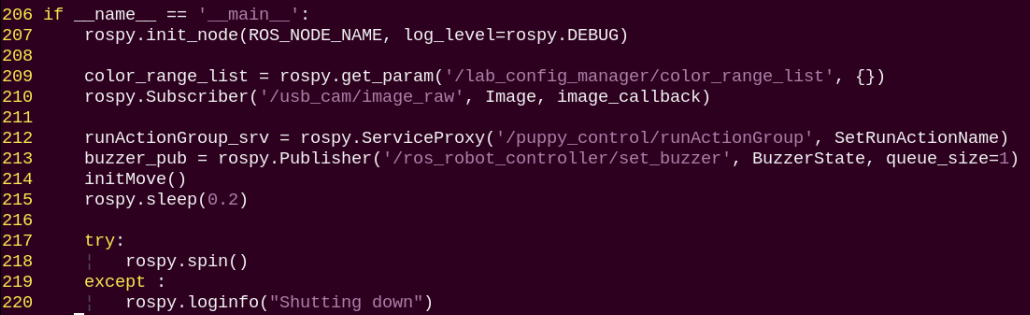 206 if __name__ == '__main__':
207     rospy.init_node(ROS_NODE_NAME, log_level=rospy.DEBUG)
208
209     color_range_list = rospy.get_param('/lab_config_manager/color_range_list', {})
210     rospy.Subscriber('/usb_cam/image_raw', Image, image_callback)
211
212     runActionGroup_srv = rospy.ServiceProxy('/puppy_control/runActionGroup', SetRunActionName)
213     buzzer_pub = rospy.Publisher('/ros_robot_controller/set_buzzer', BuzzerState, queue_size=1)
214     initMove()
215     rospy.sleep(0.2)
216
217     try:
218     ¦   rospy.spin()
219     except :
220     ¦   rospy.loginfo("Shutting down")